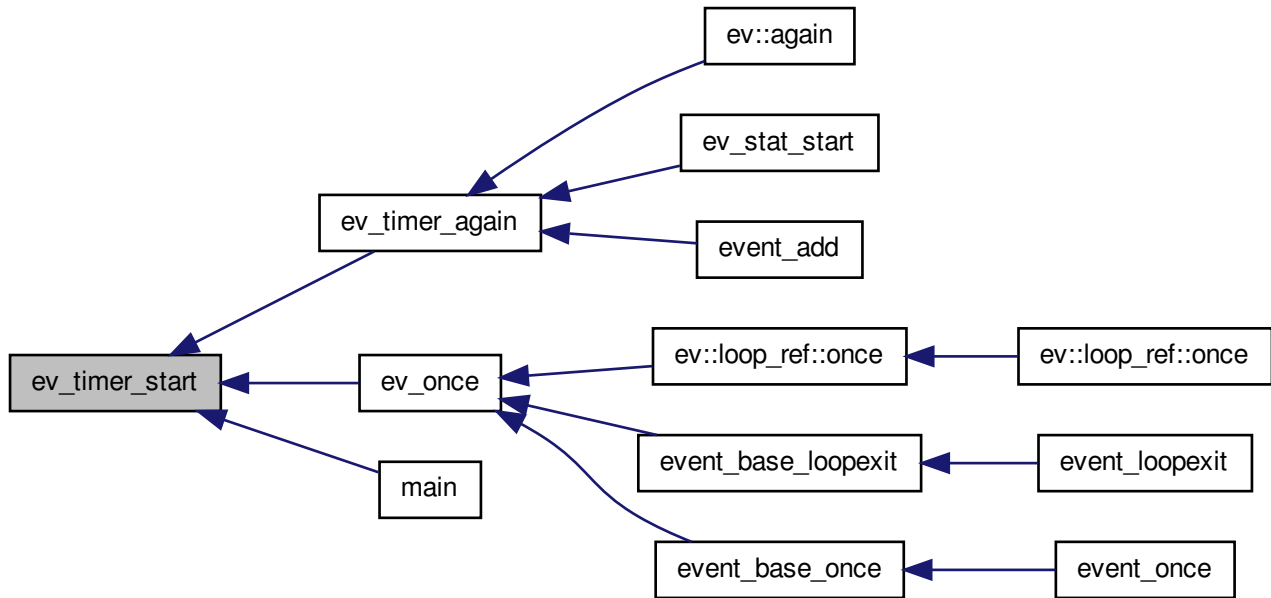 ev::again
ev_stat_start
ev_timer_again
event_add
ev_timer_start
ev_once
ev::loop_ref::once
ev::loop_ref::once
main
event_base_loopexit
event_loopexit
event_base_once
event_once